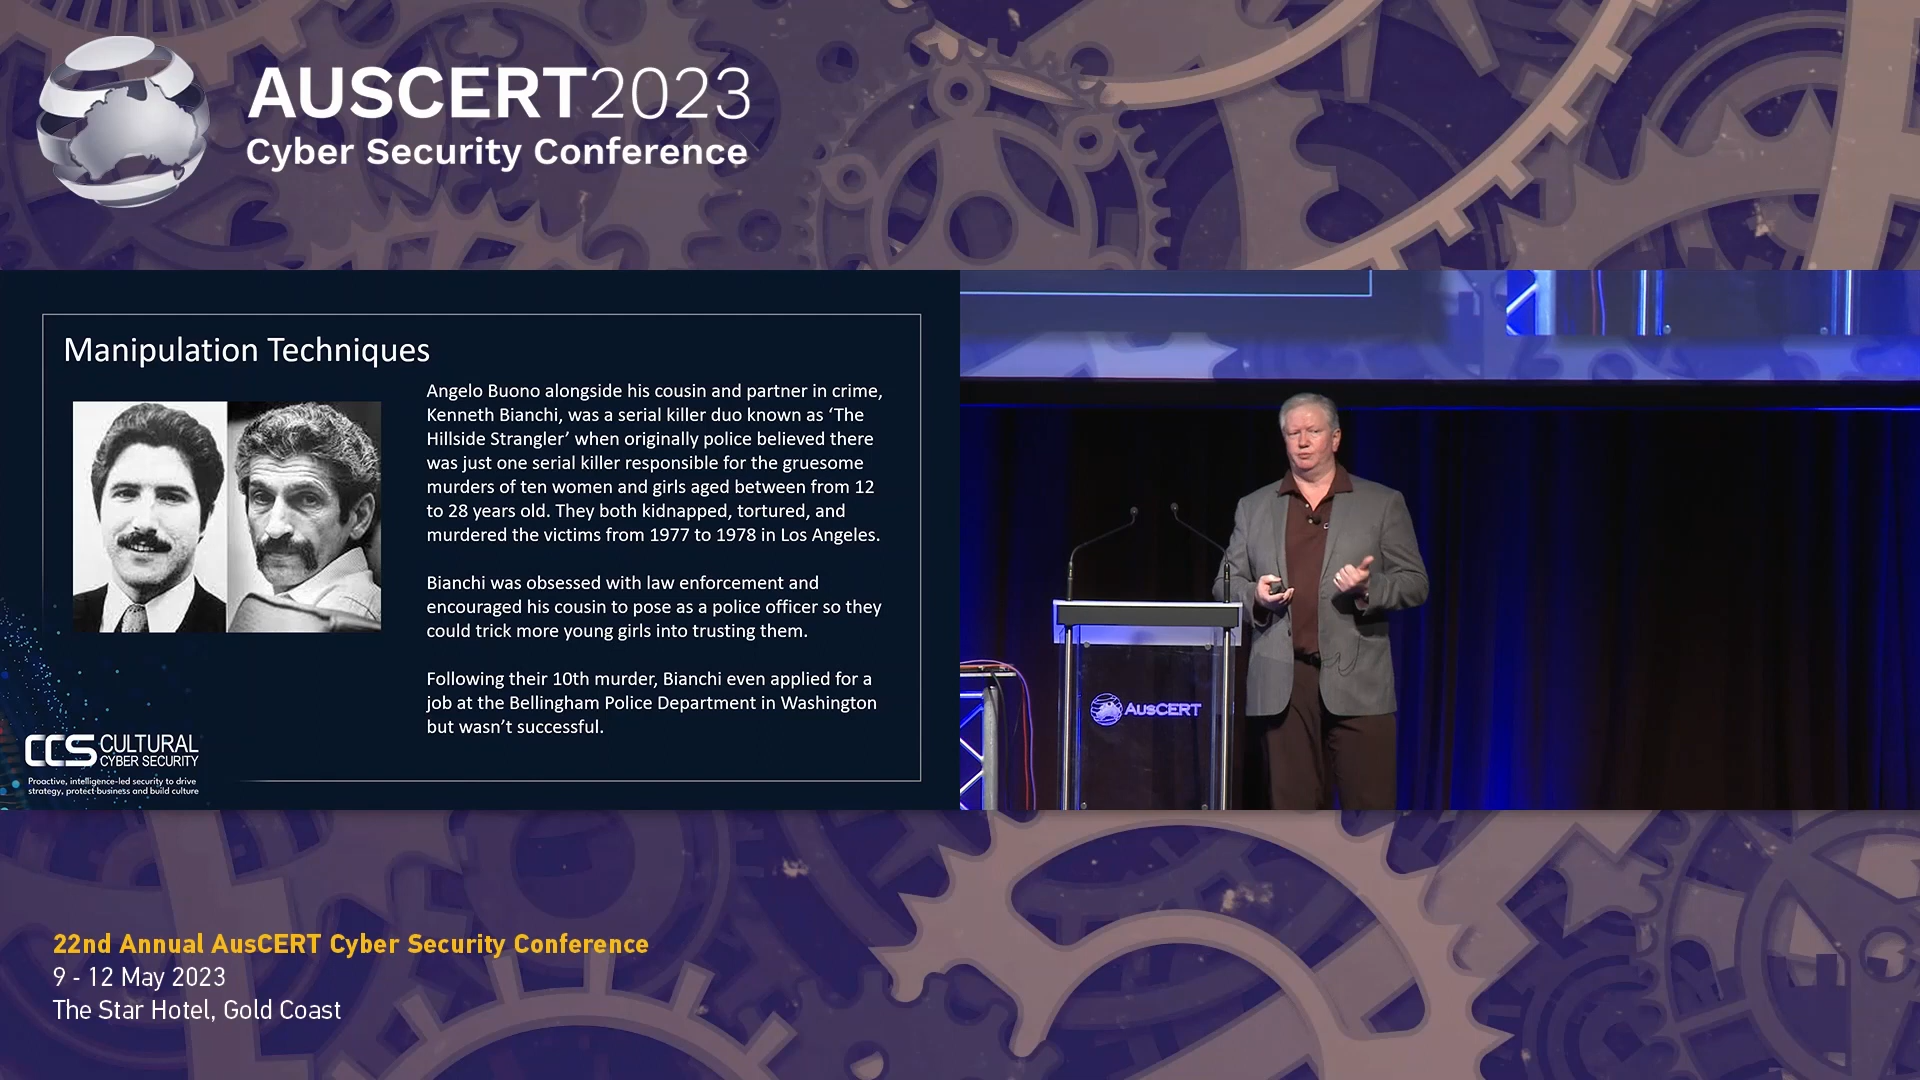 AUSCERT2023
Cyber Security Conference
Manipulation Techniques
Angelo Buono alongside his cousin and partner in crime,
Kenneth Bianchi, was a serial killer duo known as ‘The
Hillside Strangler’ when originally police believed there
was just one serial killer responsible for the gruesome
murders of ten women and girls aged between from 12
to 28 years old. They both kidnapped, tortured, and
murdered the victims from 1977 to 1978 in Los Angeles.
Bianchi was obsessed with law enforcement and
encouraged his cousin to pose as a police officer so they
could trick more young girls into trusting them.
Following their 10th murder, Bianchi even applied for a
job at the Bellingham Police Department in Washington
but wasn’t successful.
CCS CULTURAL
CYBER SECURITY
Proactive, intelligence-led security to drive
strategy, protect business and build culture
AusCERT
22nd Annual AusCERT Cyber Security Conference
9 - 12 May 2023
The Star Hotel, Gold Coast